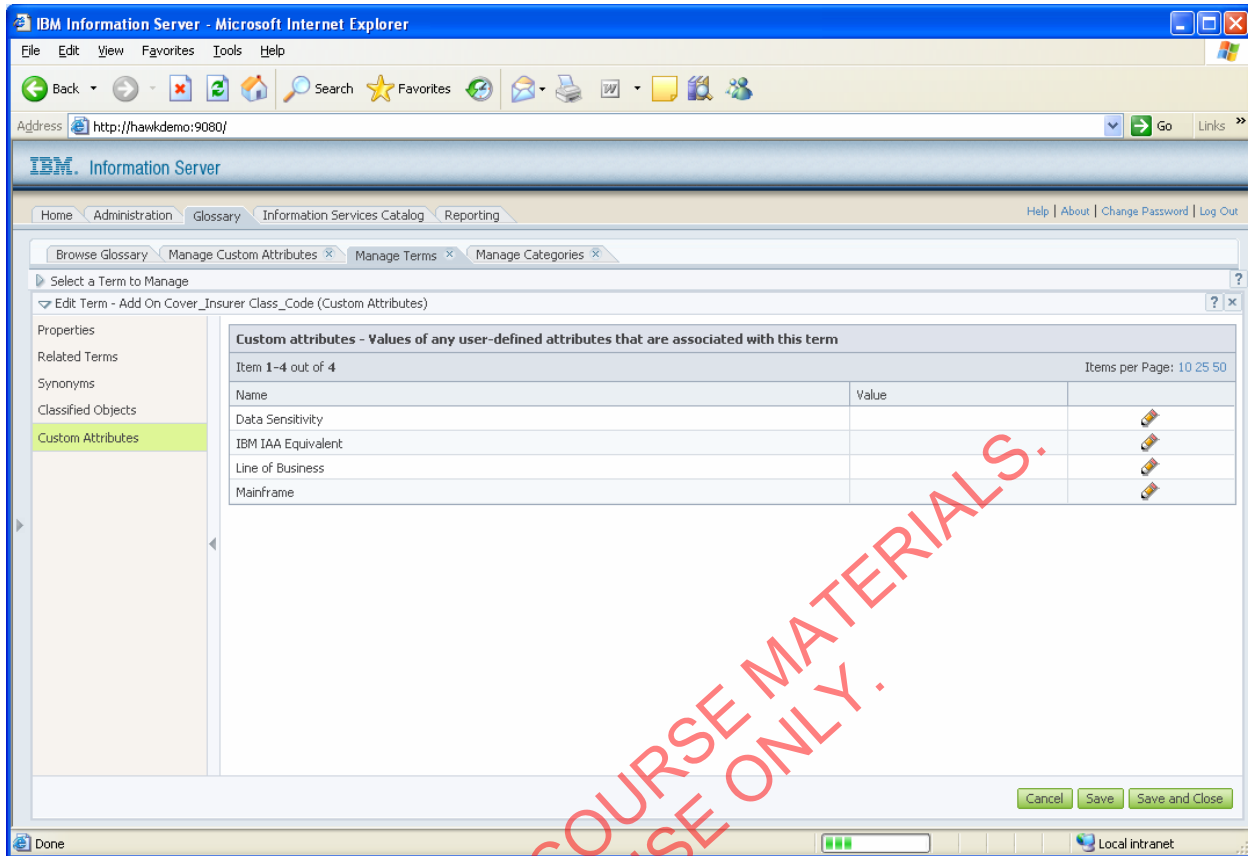 IBM Information Server - Microsoft Internet Explorer
File Edit View Favorites Tools Help
Back Search Favorites
Address http://hawkdemo:9080/ Go Links »
IBM. Information Server
Home Administration Glossary Information Services Catalog Reporting Help | About | Change Password | Log Out
Browse Glossary Manage Custom Attributes Manage Terms Manage Categories
Select a Term to Manage ?
Edit Term - Add On Cover_Insurer Class_Code (Custom Attributes) ? ×
Properties
Related Terms
Synonyms
Classified Objects
Custom Attributes
Custom attributes - Values of any user-defined attributes that are associated with this term
Item 1-4 out of 4 Items per Page: 10 25 50
Name Value
Data Sensitivity
IBM IAA Equivalent
Line of Business
Mainframe
COURSE MATERIALS.
USE ONLY.
Cancel Save Save and Close
Done Local intranet